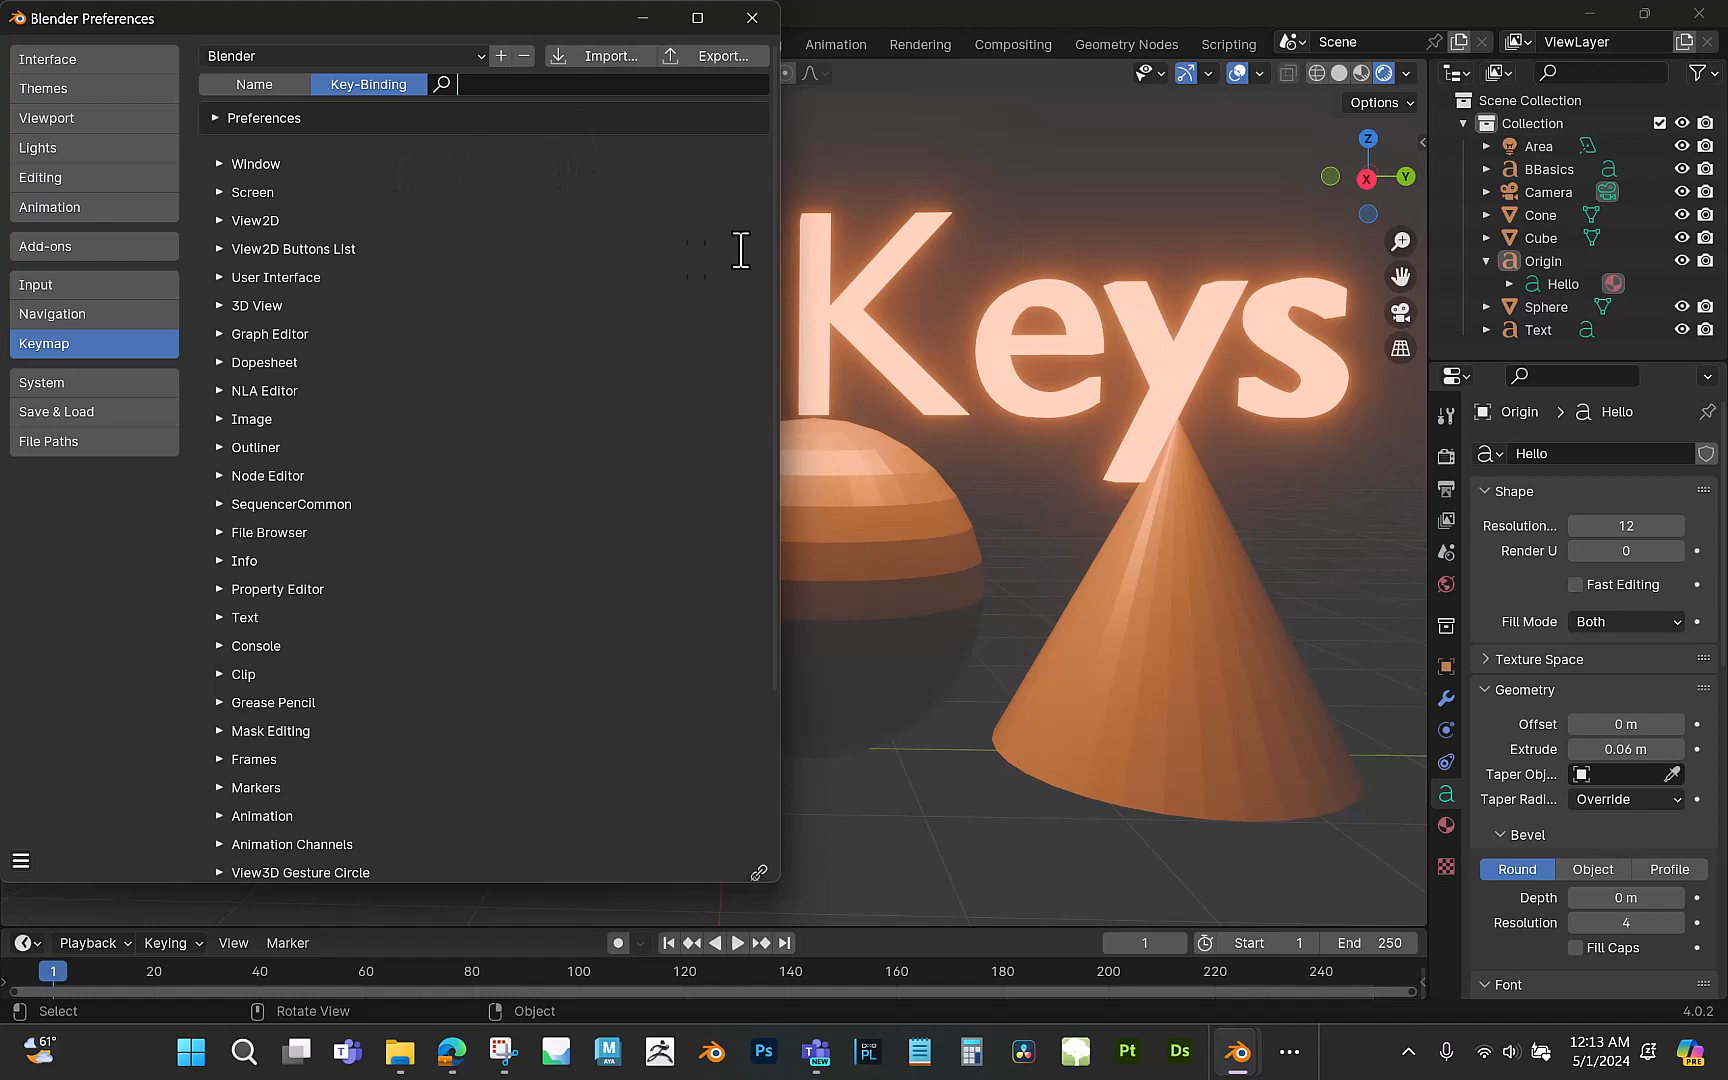 Blender Preferences
Interface
Themes
Viewport
Lights
Editing
Animation
Add-ons
Input
Navigation
Keymap
System
Save & Load
File Paths
Blender
Import...
Export...
Name
Key-Binding
Preferences
Window
Screen
View2D
View2D Buttons List
User Interface
3D View
Graph Editor
Dopesheet
NLA Editor
Image
Outliner
Node Editor
SequencerCommon
File Browser
Info
Property Editor
Text
Console
Clip
Grease Pencil
Mask Editing
Frames
Markers
Animation
Animation Channels
View3D Gesture Circle
Animation Rendering Compositing Geometry Nodes Scripting
Scene
ViewLayer
Options
Z
X
Y
Keys
Scene Collection
Collection
Area
BBasics
Camera
Cone
Cube
Origin
Hello
Sphere
Text
Origin > Hello
Hello
Shape
Resolution... 12
Render U 0
Fast Editing
Fill Mode Both
Texture Space
Geometry
Offset 0 m
Extrude 0.06 m
Taper Obj...
Taper Radi... Override
Bevel
Round Object Profile
Depth 0 m
Resolution 4
Fill Caps
Font
Playback Keying View Marker
1
Start 1
End 250
1 20 40 60 80 100 120 140 160 180 200 220 240
Select
Rotate View
Object
4.0.2
61°
AYA
Ps
NEW
PL
Pt
Ds
12:13 AM
5/1/2024
PRE